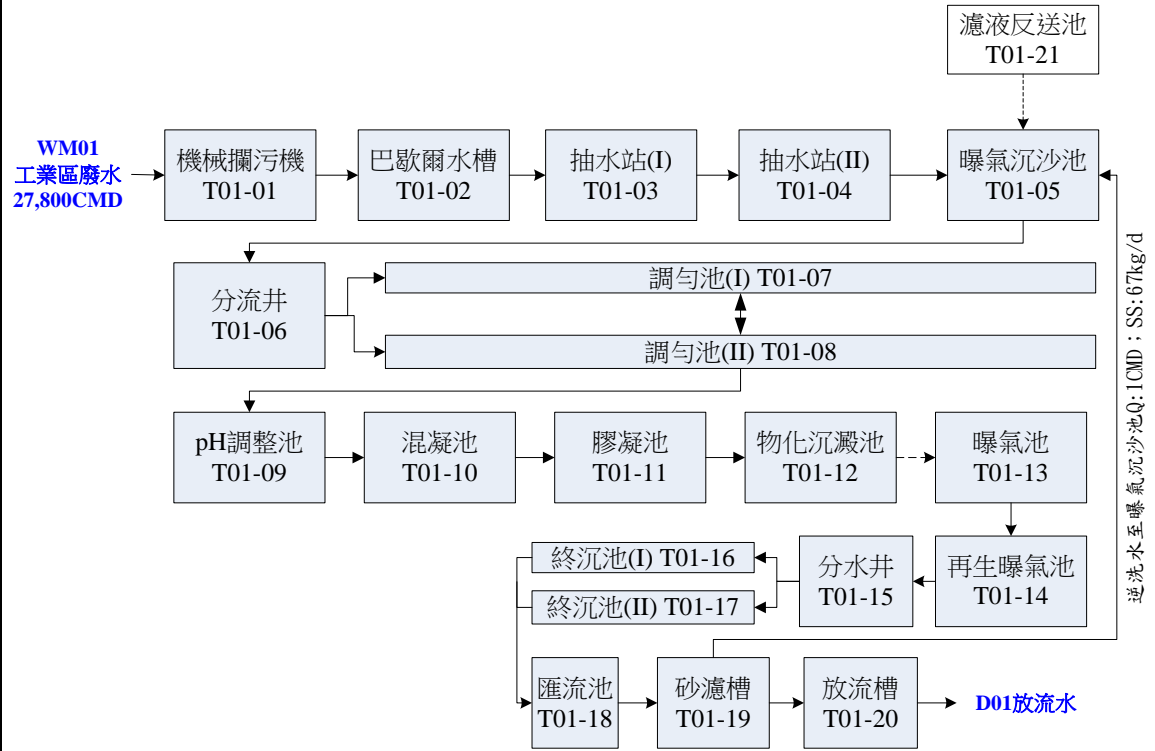 濾液反送池
T01-21
WM01
工業區廢水
27,800CMD
機械攔污機
T01-01
巴歇爾水槽
T01-02
抽水站(I)
T01-03
抽水站(II)
T01-04
曝氣沉沙池
T01-05
分流井
T01-06
調勻池(I) T01-07
調勻池(II) T01-08
逆洗水至曝氣沉沙池Q:1CMD；SS:67kg/d
pH調整池
T01-09
混凝池
T01-10
膠凝池
T01-11
物化沉澱池
T01-12
曝氣池
T01-13
終沉池(I) T01-16
終沉池(II) T01-17
分水井
T01-15
再生曝氣池
T01-14
匯流池
T01-18
砂濾槽
T01-19
放流槽
T01-20
D01放流水